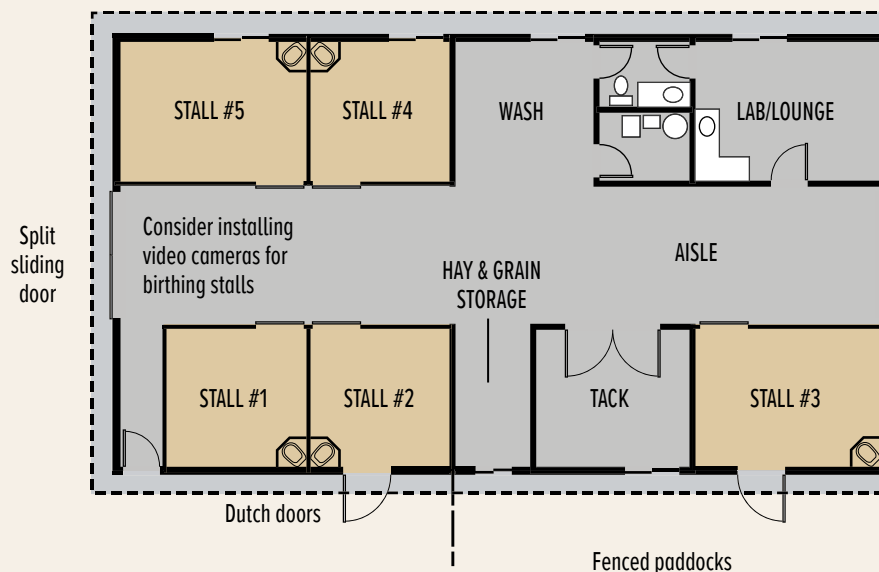 STALL #5
STALL #4
WASH
LAB/LOUNGE
Split
sliding
door
Consider installing
video cameras for
birthing stalls
AISLE
HAY & GRAIN
STORAGE
STALL #1
STALL #2
TACK
STALL #3
Dutch doors
Fenced paddocks